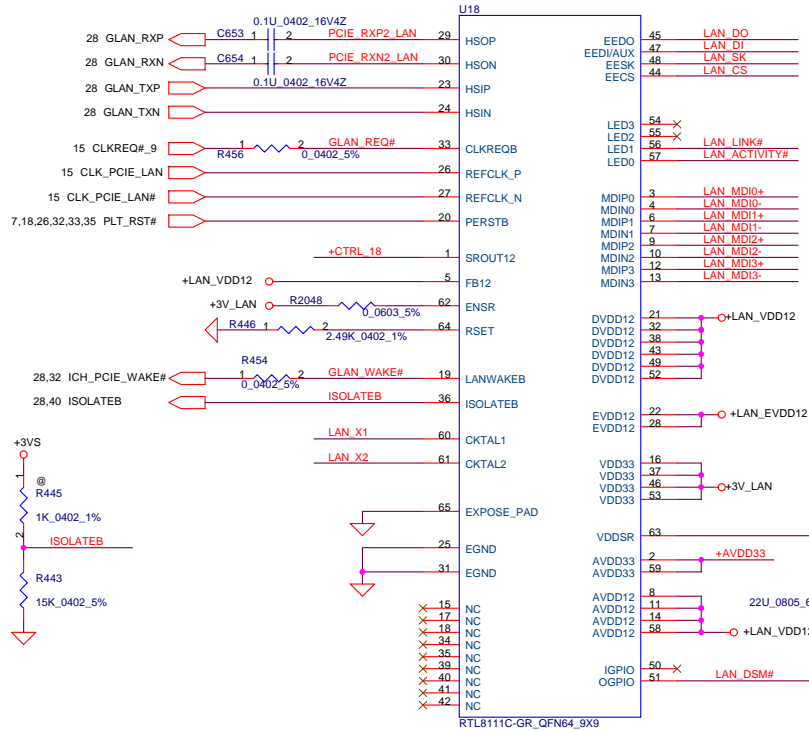 U18
0.1U_0402_16V4Z
28 GLAN_RXP C653 1 2 PCIE_RXP2_LAN 29 HSOP
28 GLAN_RXN C654 1 2 PCIE_RXN2_LAN 30 HSON
0.1U_0402_16V4Z
28 GLAN_TXP 23 HSIP
28 GLAN_TXN 24 HSIN
15 CLKREQ#_9 1 2 GLAN_REQ# 33 CLKREQB
R456 0_0402_5%
15 CLK_PCIE_LAN 26 REFCLK_P
15 CLK_PCIE_LAN# 27 REFCLK_N
7,18,26,32,33,35 PLT_RST# 20 PERSTB
+CTRL_18 1 SROUT12
+LAN_VDD12 5 FB12
+3V_LAN R2048 62 ENSR
0_0603_5%
R446 1 2 64 RSET
2.49K_0402_1%
R454
28,32 ICH_PCIE_WAKE# 1 2 GLAN_WAKE# 19 LANWAKEB
0_0402_5%
28,40 ISOLATEB ISOLATEB 36 ISOLATEB
LAN_X1 60 CKTAL1
LAN_X2 61 CKTAL2
+3VS
1 @
R445
1K_0402_1%
2
ISOLATEB
R443
15K_0402_5%
65 EXPOSE_PAD
25 EGND
31 EGND
15 NC
17 NC
18 NC
34 NC
35 NC
39 NC
40 NC
41 NC
42 NC
EEDO 45 LAN_DO
EEDI/AUX 47 LAN_DI
EESK 48 LAN_SK
EECS 44 LAN_CS
LED3 54
LED2 55
LED1 56 LAN_LINK#
LED0 57 LAN_ACTIVITY#
MDIP0 3 LAN_MDI0+
MDIN0 4 LAN_MDI0-
MDIP1 6 LAN_MDI1+
MDIN1 7 LAN_MDI1-
MDIP2 9 LAN_MDI2+
MDIN2 10 LAN_MDI2-
MDIP3 12 LAN_MDI3+
MDIN3 13 LAN_MDI3-
DVDD12 21 +LAN_VDD12
DVDD12 32
DVDD12 38
DVDD12 43
DVDD12 49
DVDD12 52
EVDD12 22 +LAN_EVDD12
EVDD12 28
VDD33 16
VDD33 37
VDD33 46 +3V_LAN
VDD33 53
VDDSR 63
AVDD33 2 +AVDD33
AVDD33 59
AVDD12 8
AVDD12 11 22U_0805_6
AVDD12 14
AVDD12 58 +LAN_VDD12
IGPIO 50
OGPIO 51 LAN_DSM#
RTL8111C-GR_QFN64_9X9